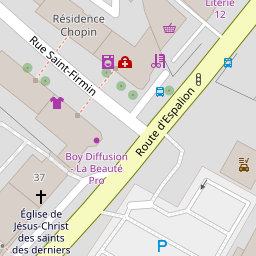 Résidence
Chopin
Literie
12
Rue Saint-Firmin
Route d'Espalion
Boy Diffusion
- La Beauté
Pro
37
Église de
Jésus-Christ
des saints
des derniers
P